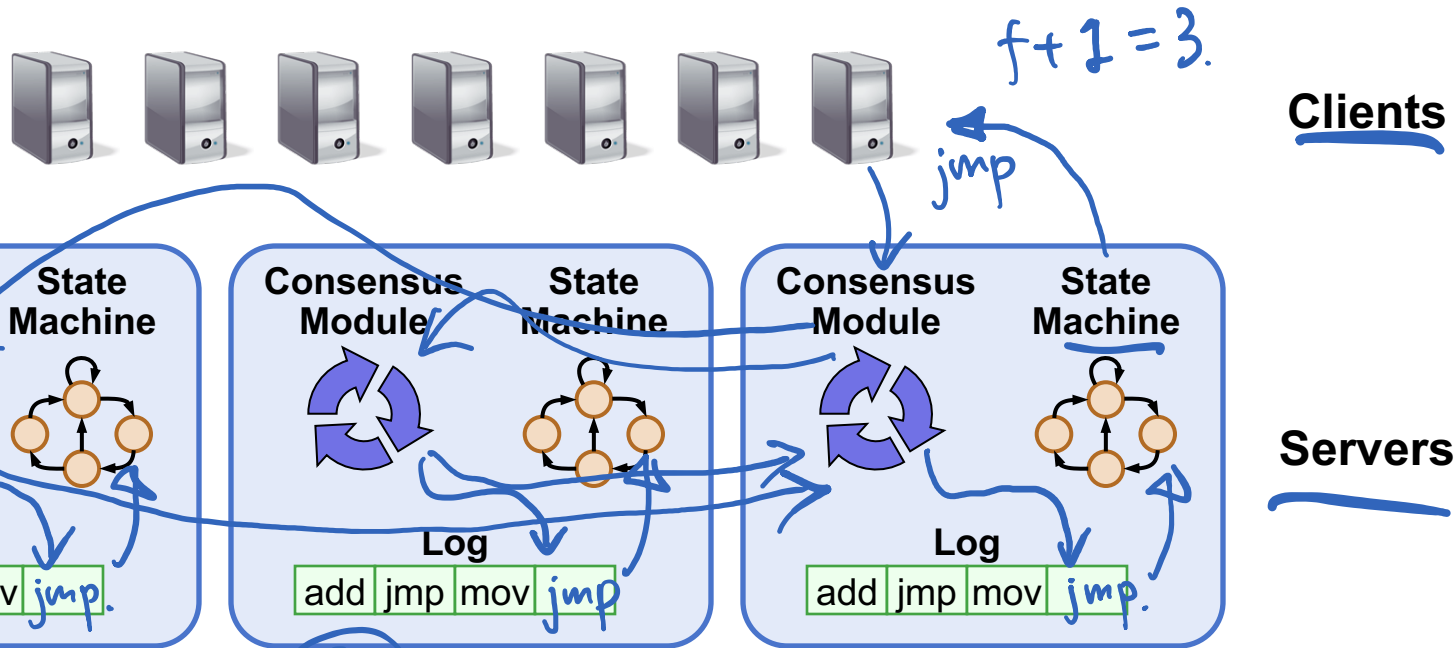 f+1=3.
Clients
jmp
State Machine
Consensus Module
State Machine
Consensus Module
State Machine
Servers
Log
Log
v jmp.
add jmp mov jmp
add jmp mov jmp.